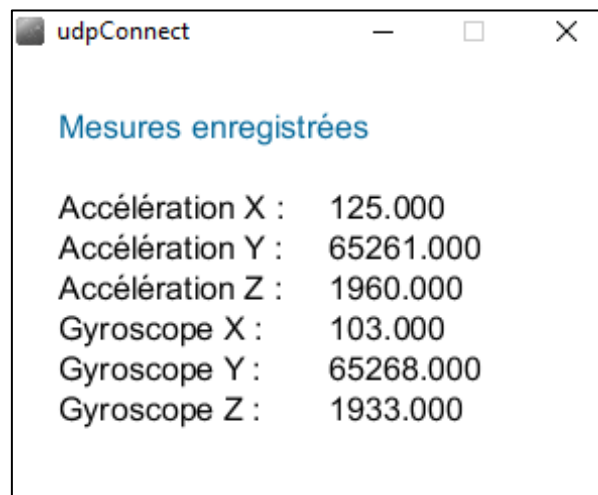 udpConnect
Mesures enregistrées
Accélération X : 125.000
Accélération Y : 65261.000
Accélération Z : 1960.000
Gyroscope X : 103.000
Gyroscope Y : 65268.000
Gyroscope Z : 1933.000